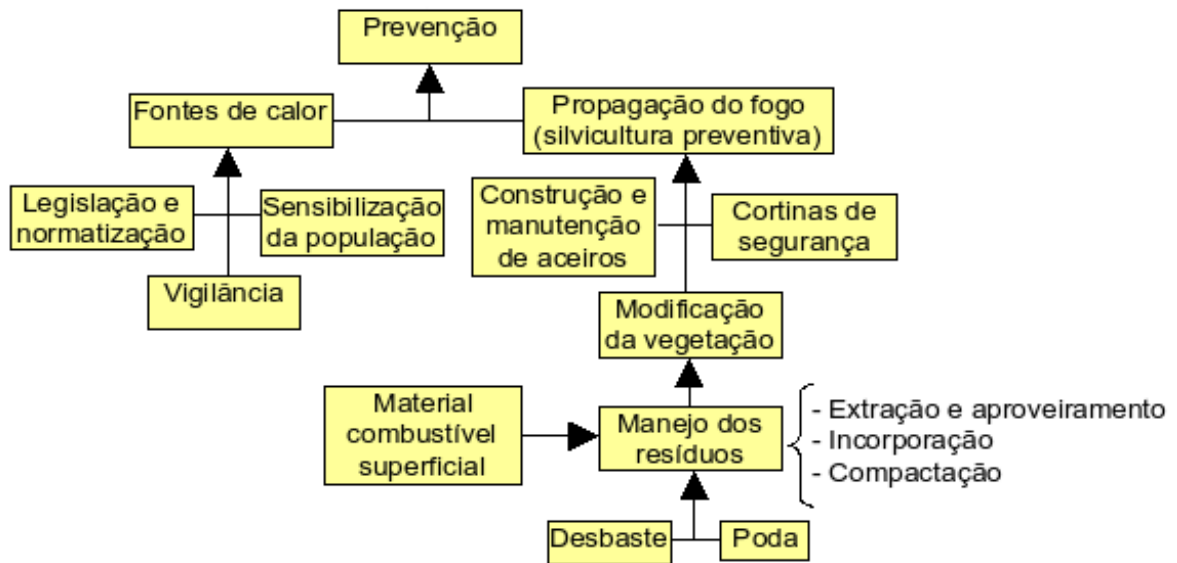 Prevenção
Fontes de calor
Propagação do fogo
(silvicultura preventiva)
Legislação e
normatização
Sensibilização
da população
Vigilância
Construção e
manutenção
de aceiros
Cortinas de
segurança
Modificação
da vegetação
Material
combustível
superficial
Manejo dos
resíduos
- Extração e aproveiramento
- Incorporação
- Compactação
Desbaste
Poda